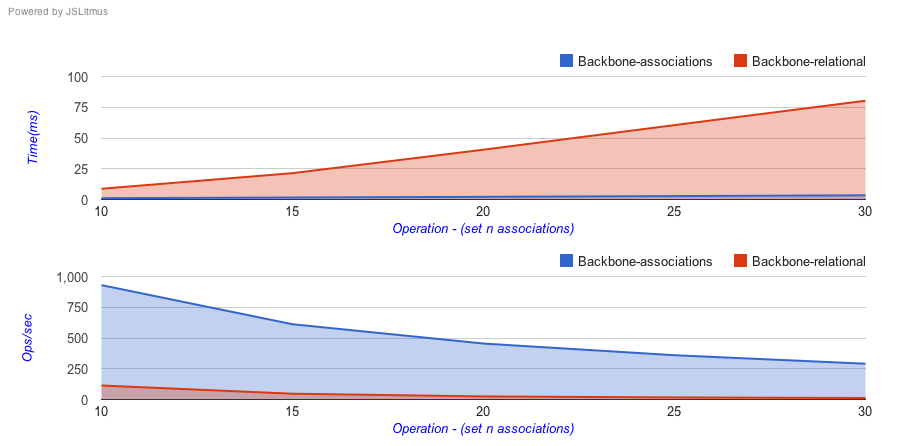 Powered by JSLitmus
Backbone-associations Backbone-relational
100
75
50
25
0
Time(ms)
10 15 20 25 30
Operation - (set n associations)
Backbone-associations Backbone-relational
1,000
750
500
250
0
Ops/sec
10 15 20 25 30
Operation - (set n associations)